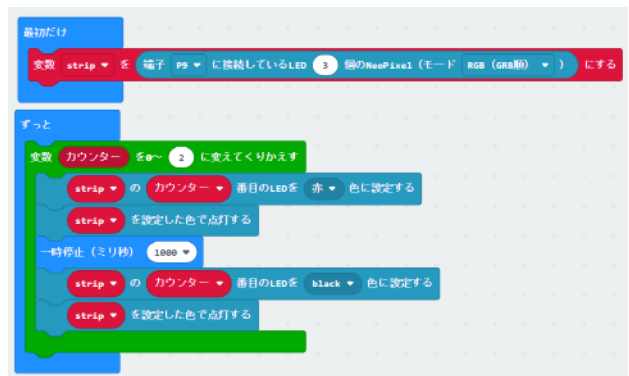 最初だけ
変数 strip ▼ を 端子 P9 ▼ に接続しているLED 3 個のNeoPixel (モード RGB (GRB順) ▼ ) にする
ずっと
変数 カウンター を0～ 2 に変えてくりかえす
strip ▼ の カウンター ▼ 番目のLEDを 赤 ▼ 色に設定する
strip ▼ を設定した色で点灯する
一時停止 (ミリ秒) 1000 ▼
strip ▼ の カウンター ▼ 番目のLEDを black ▼ 色に設定する
strip ▼ を設定した色で点灯する